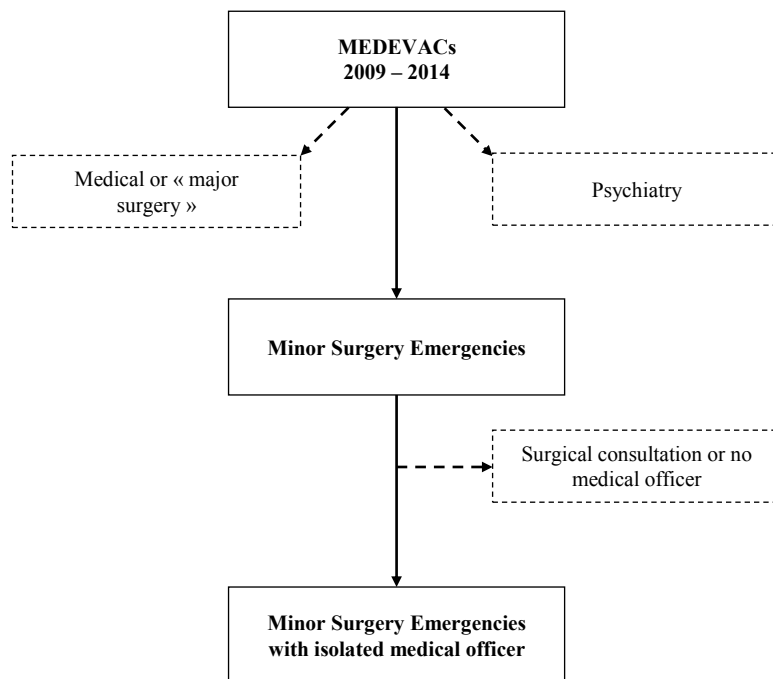 MEDEVACs
2009 – 2014
Medical or « major
surgery »
Psychiatry
Minor Surgery Emergencies
Surgical consultation or no
medical officer
Minor Surgery Emergencies
with isolated medical officer